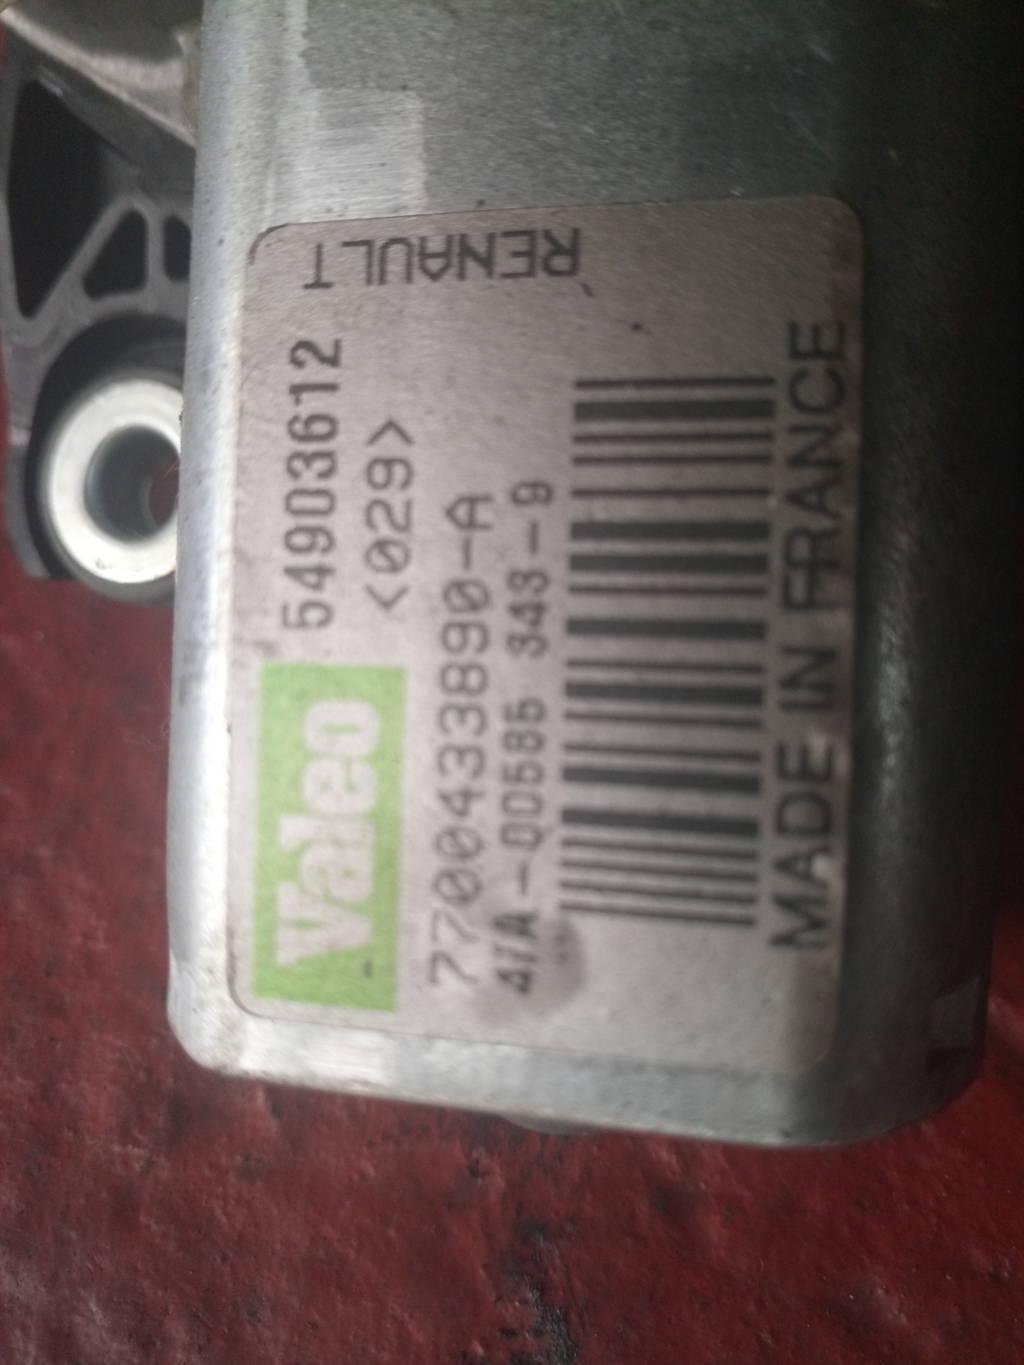 RENAULT
Valeo
54903612
<029>
7700433890-A
4/A-00585 343-9
MADE IN FRANCE